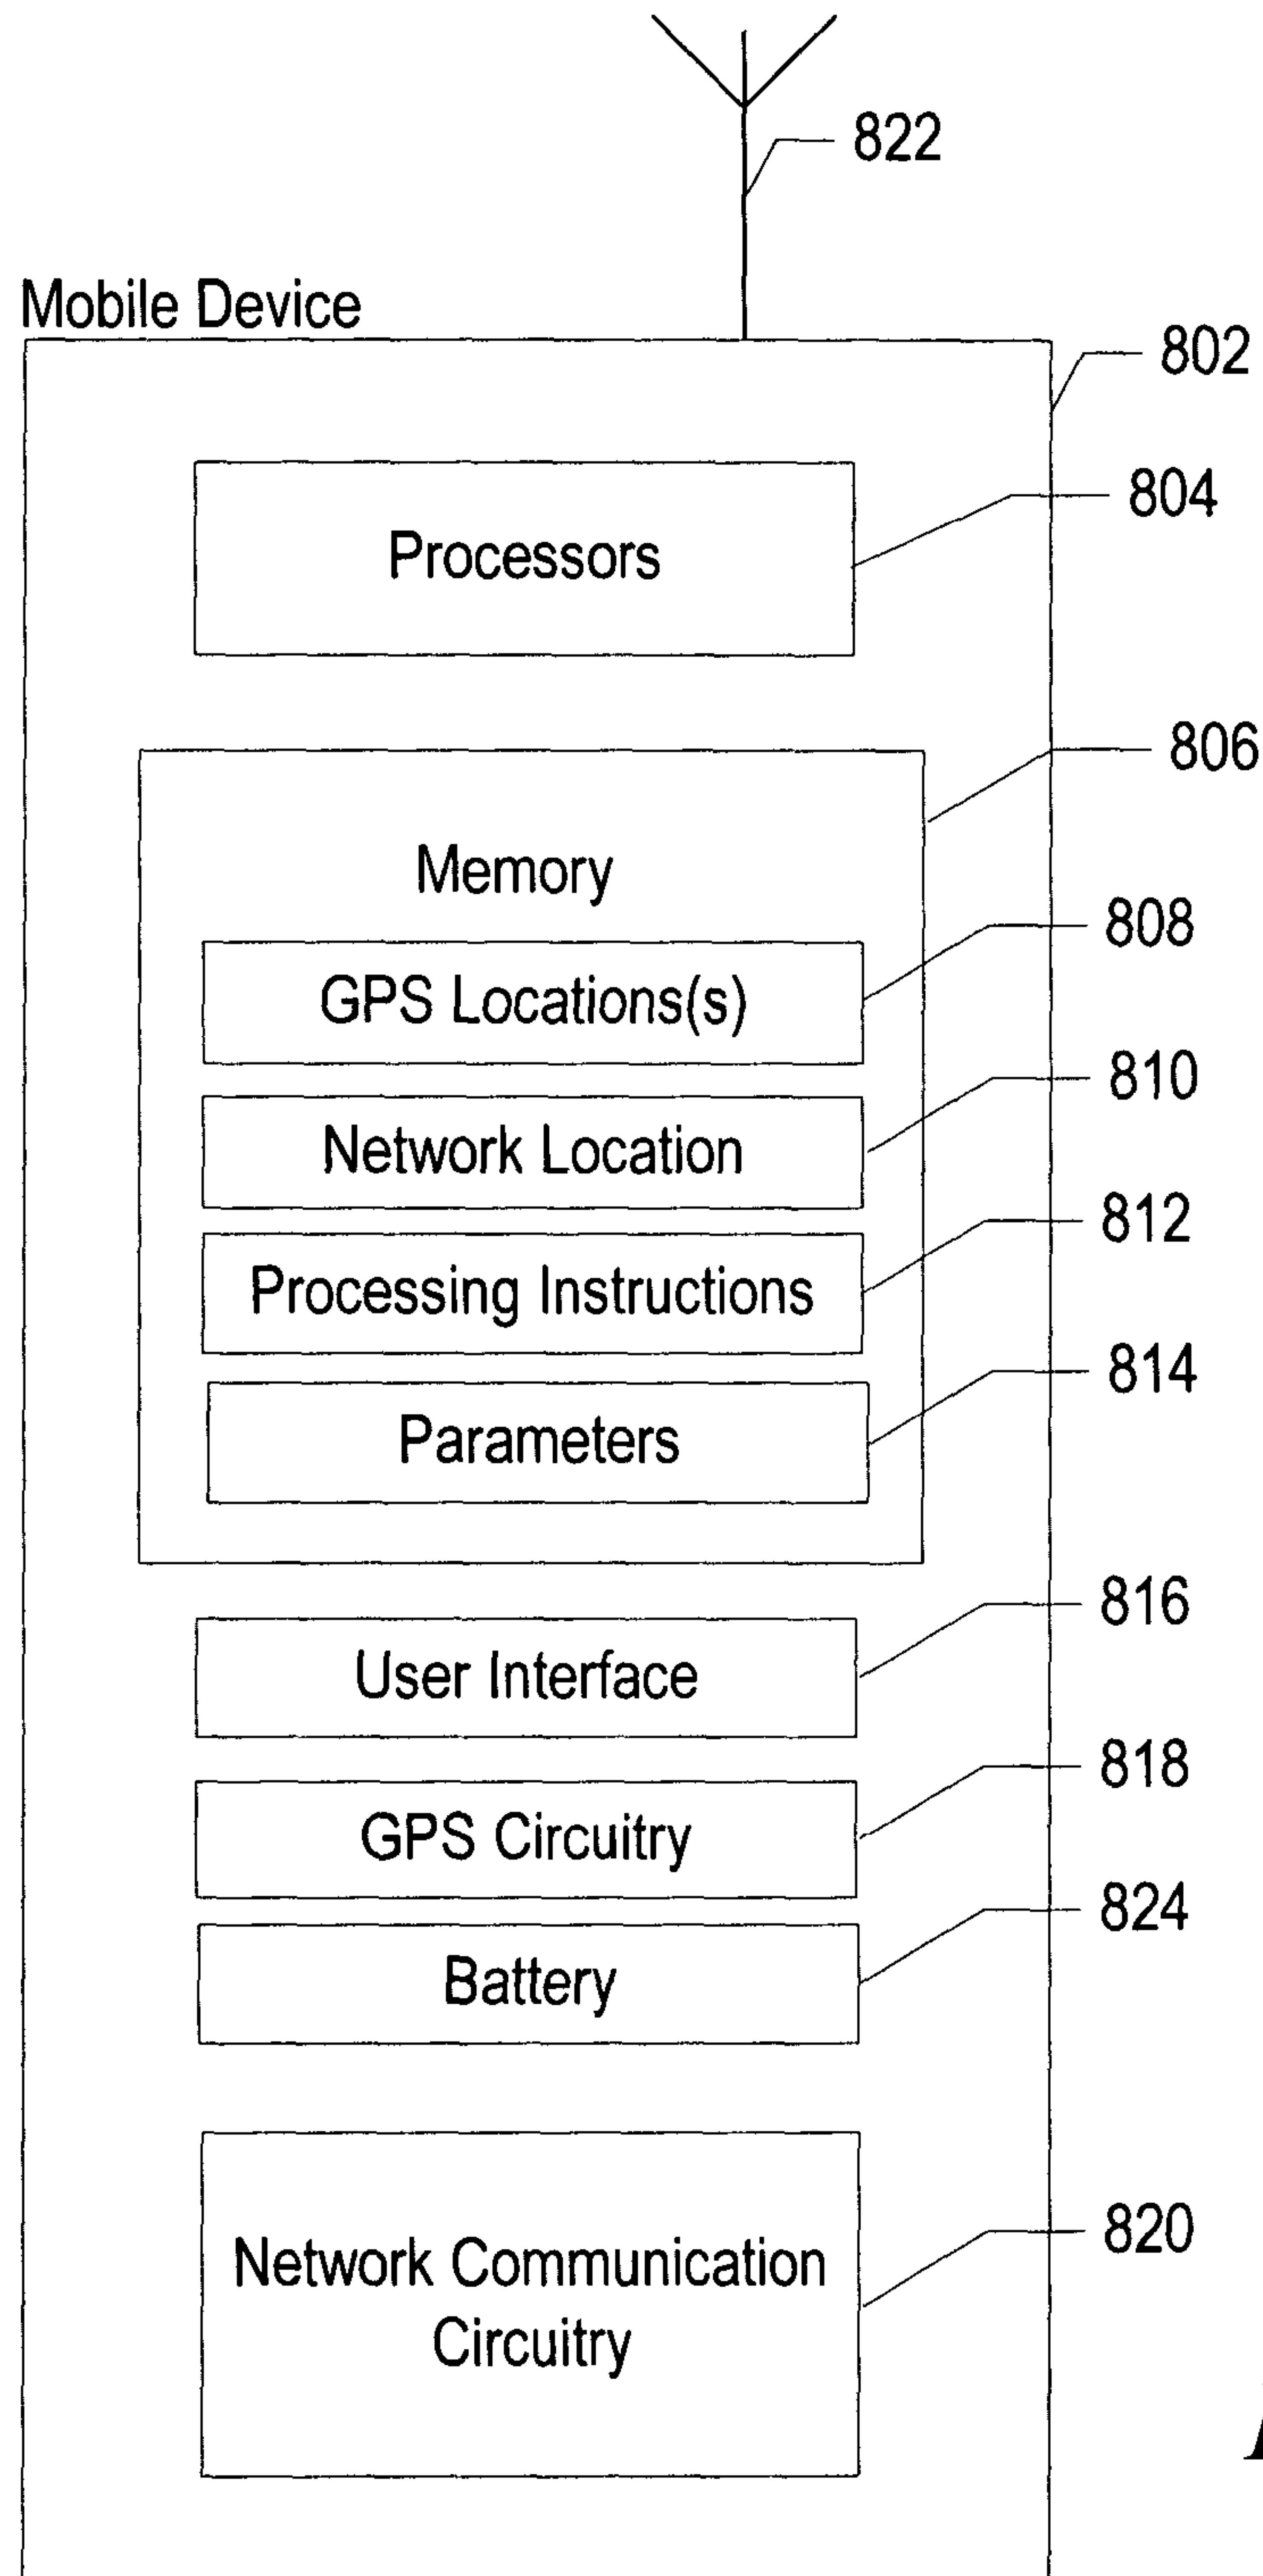 822
Mobile Device
802
804
Processors
806
Memory
808
GPS Locations(s)
810
Network Location
812
Processing Instructions
814
Parameters
816
User Interface
818
GPS Circuitry
824
Battery
820
Network Communication
Circuitry